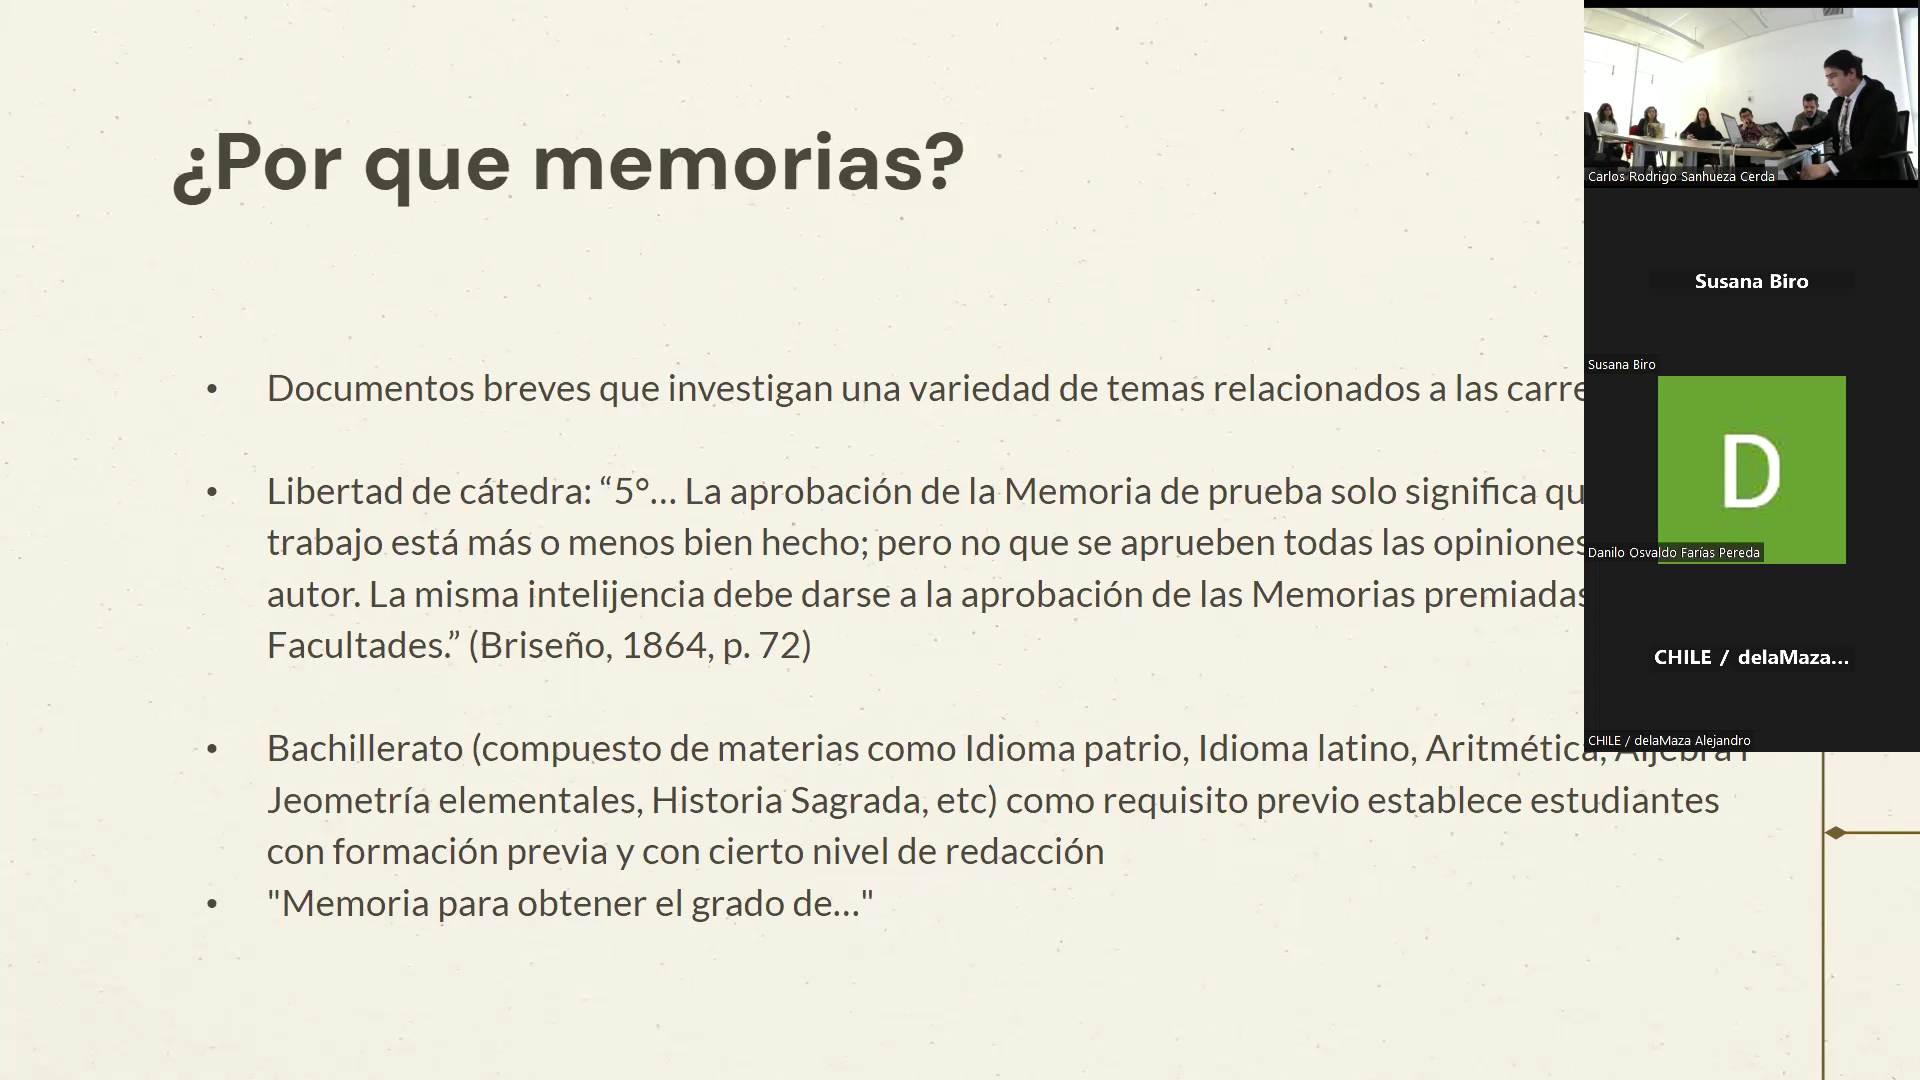 ¿Por que memorias?
Documentos breves que investigan una variedad de temas relacionados a las
Libertad de cátedra: “5°... La aprobación de la Memoria de prueba solo significa
trabajo está más o menos bien hecho; pero no que se aprueben todas las opiniones
autor. La misma intelijencia debe darse a la aprobación de las Memorias premiadas
Facultades.” (Briseño, 1864, p. 72)
Bachillerato (compuesto de materias como Idioma patrio, Idioma latino, Aritmética,
Jeometría elementales, Historia Sagrada, etc) como requisito previo establece estudiantes
con formación previa y con cierto nivel de redacción
"Memoria para obtener el grado de..."
Carlos Rodrigo Sanhueza Cerda
Susana Biro
Susana Biro
D
Danilo Osvaldo Farías Pereda
CHILE / delaMaza...
CHILE / delaMaza Alejandro